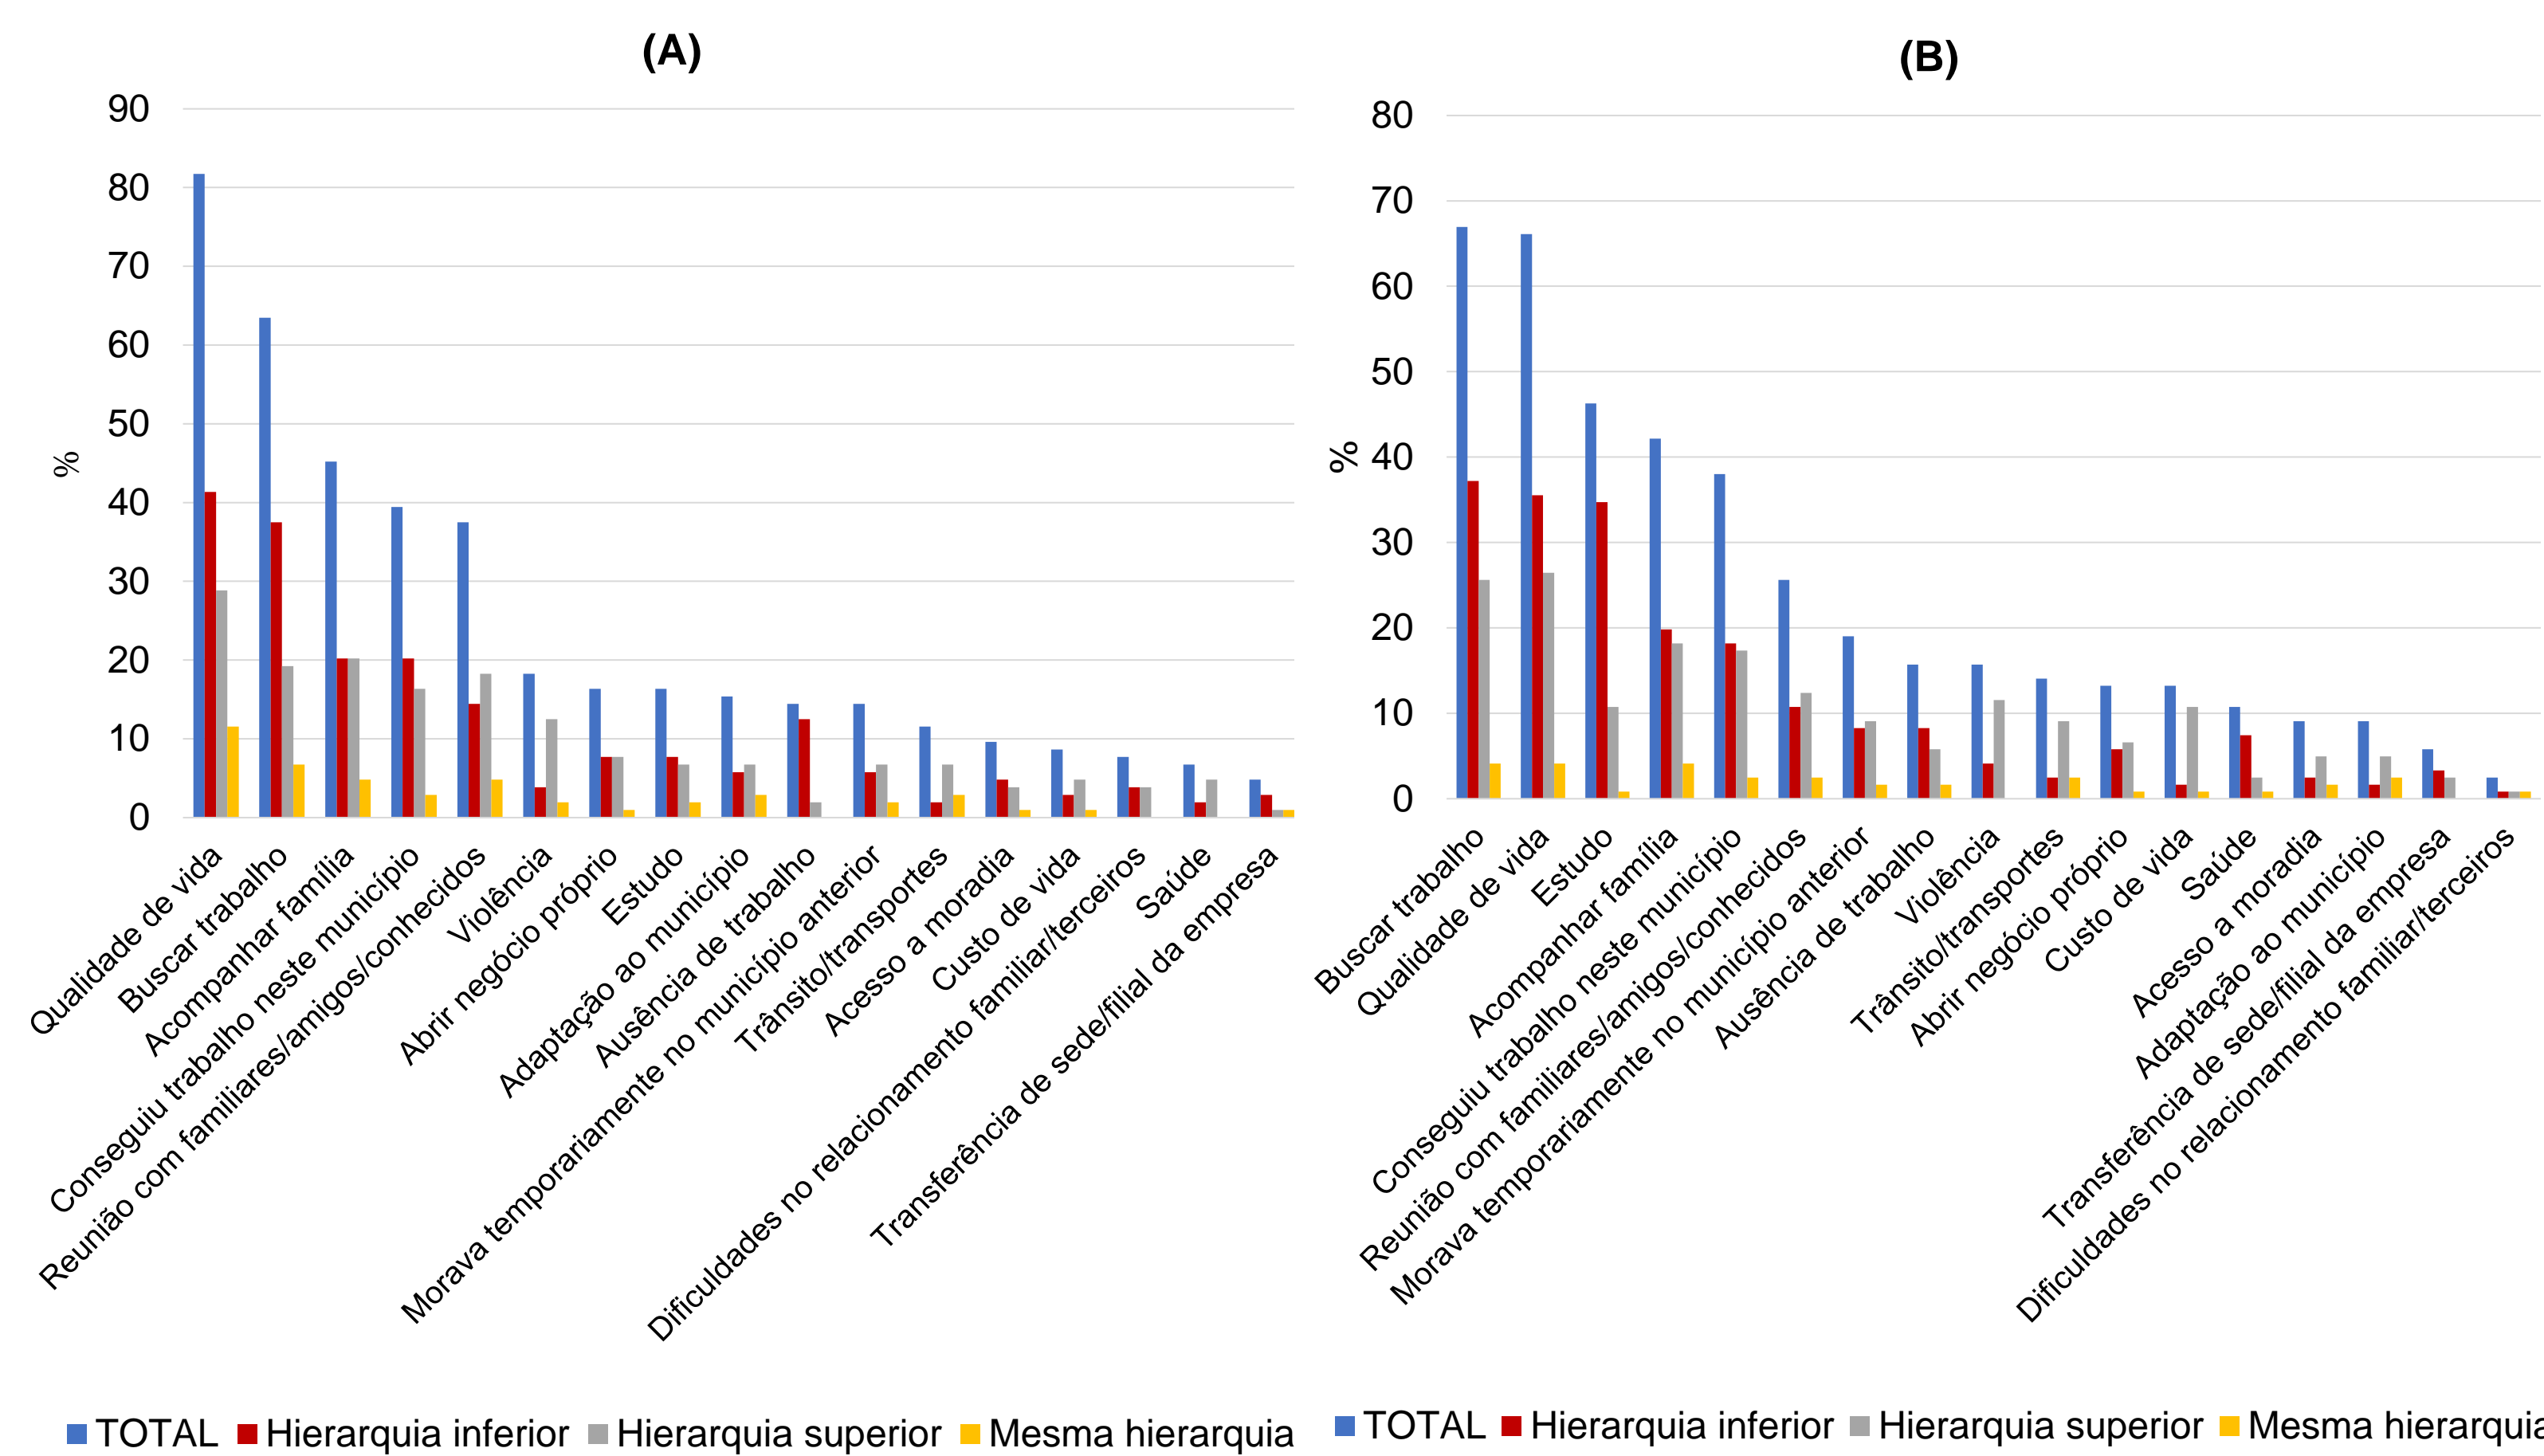 (A)
90
80
70
60
50
40
30
20
10
0
%
Qualidade de vida
Buscar trabalho
Acompanhar família
Conseguiu trabalho neste município
Reunião com familiares/amigos/conhecidos
Violência
Abrir negócio próprio
Estudo
Adaptação ao município
Ausência de trabalho
Morava temporariamente no município anterior
Trânsito/transportes
Acesso a moradia
Custo de vida
Dificuldades no relacionamento familiar/terceiros
Saúde
Transferência de sede/filial da empresa
TOTAL Hierarquia inferior Hierarquia superior Mesma hierarquia
(B)
80
70
60
50
40
30
20
10
0
%
Buscar trabalho
Qualidade de vida
Estudo
Acompanhar família
Conseguiu trabalho neste município
Reunião com familiares/amigos/conhecidos
Morava temporariamente no município anterior
Ausência de trabalho
Violência
Trânsito/transportes
Abrir negócio próprio
Custo de vida
Saúde
Acesso a moradia
Adaptação ao município
Transferência de sede/filial da empresa
Dificuldades no relacionamento familiar/terceiros
TOTAL Hierarquia inferior Hierarquia superior Mesma hierarquia